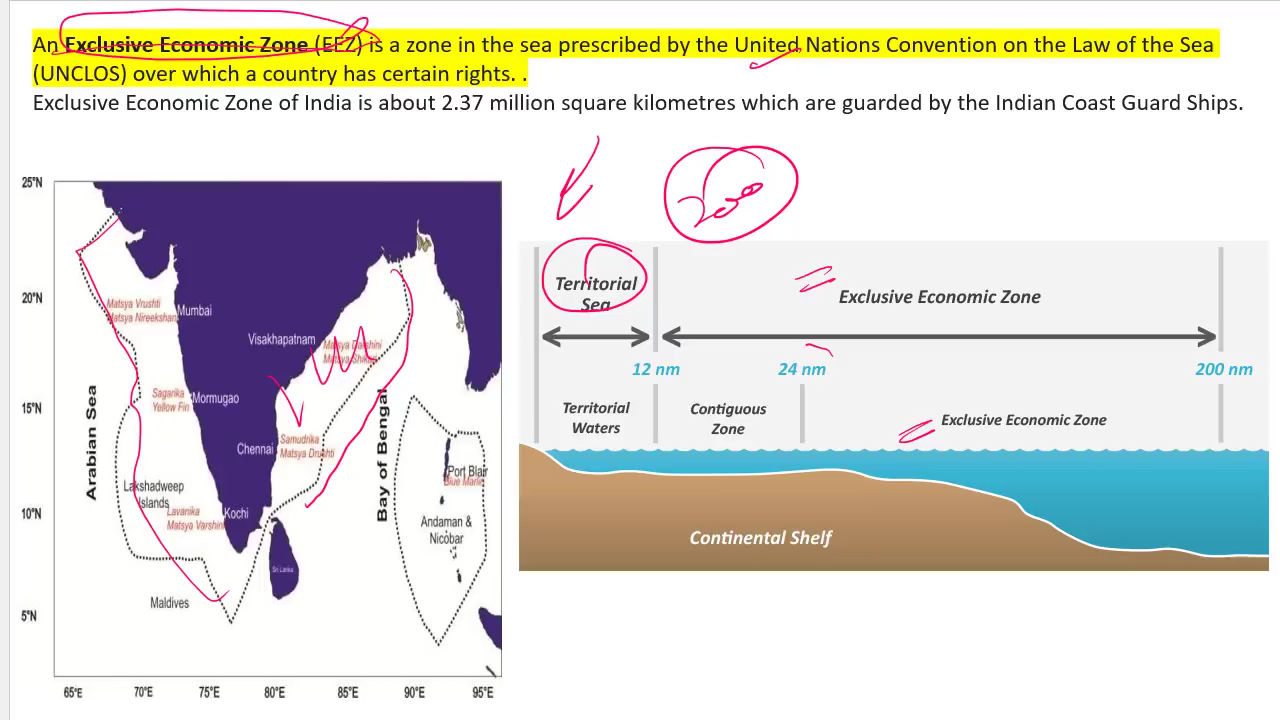 An Exclusive Economic Zone (EEZ) is a zone in the sea prescribed by the United Nations Convention on the Law of the Sea
(UNCLOS) over which a country has certain rights. .
Exclusive Economic Zone of India is about 2.37 million square kilometres which are guarded by the Indian Coast Guard Ships.
200
25°N
20°N
15°N
10°N
5°N
Matsya Vrushti
Matsya Nireekshan
Mumbai
Visakhapatnam
Matsya Darshini
Matsya Shikari
Sagarika
Yellow Fin
Mormugao
Chennai
Samudrika
Matsya Drushti
Arabian Sea
Bay of Bengal
Lakshadweep
Islands
Lavanika
Matsya Varshini
Kochi
Sri Lanka
Maldives
Port Blair
Blue Marlin
Andaman &
Nicobar
65°E
70°E
75°E
80°E
85°E
90°E
95°E
Territorial
Sea
Exclusive Economic Zone
12 nm
24 nm
200 nm
Territorial
Waters
Contiguous
Zone
Exclusive Economic Zone
Continental Shelf